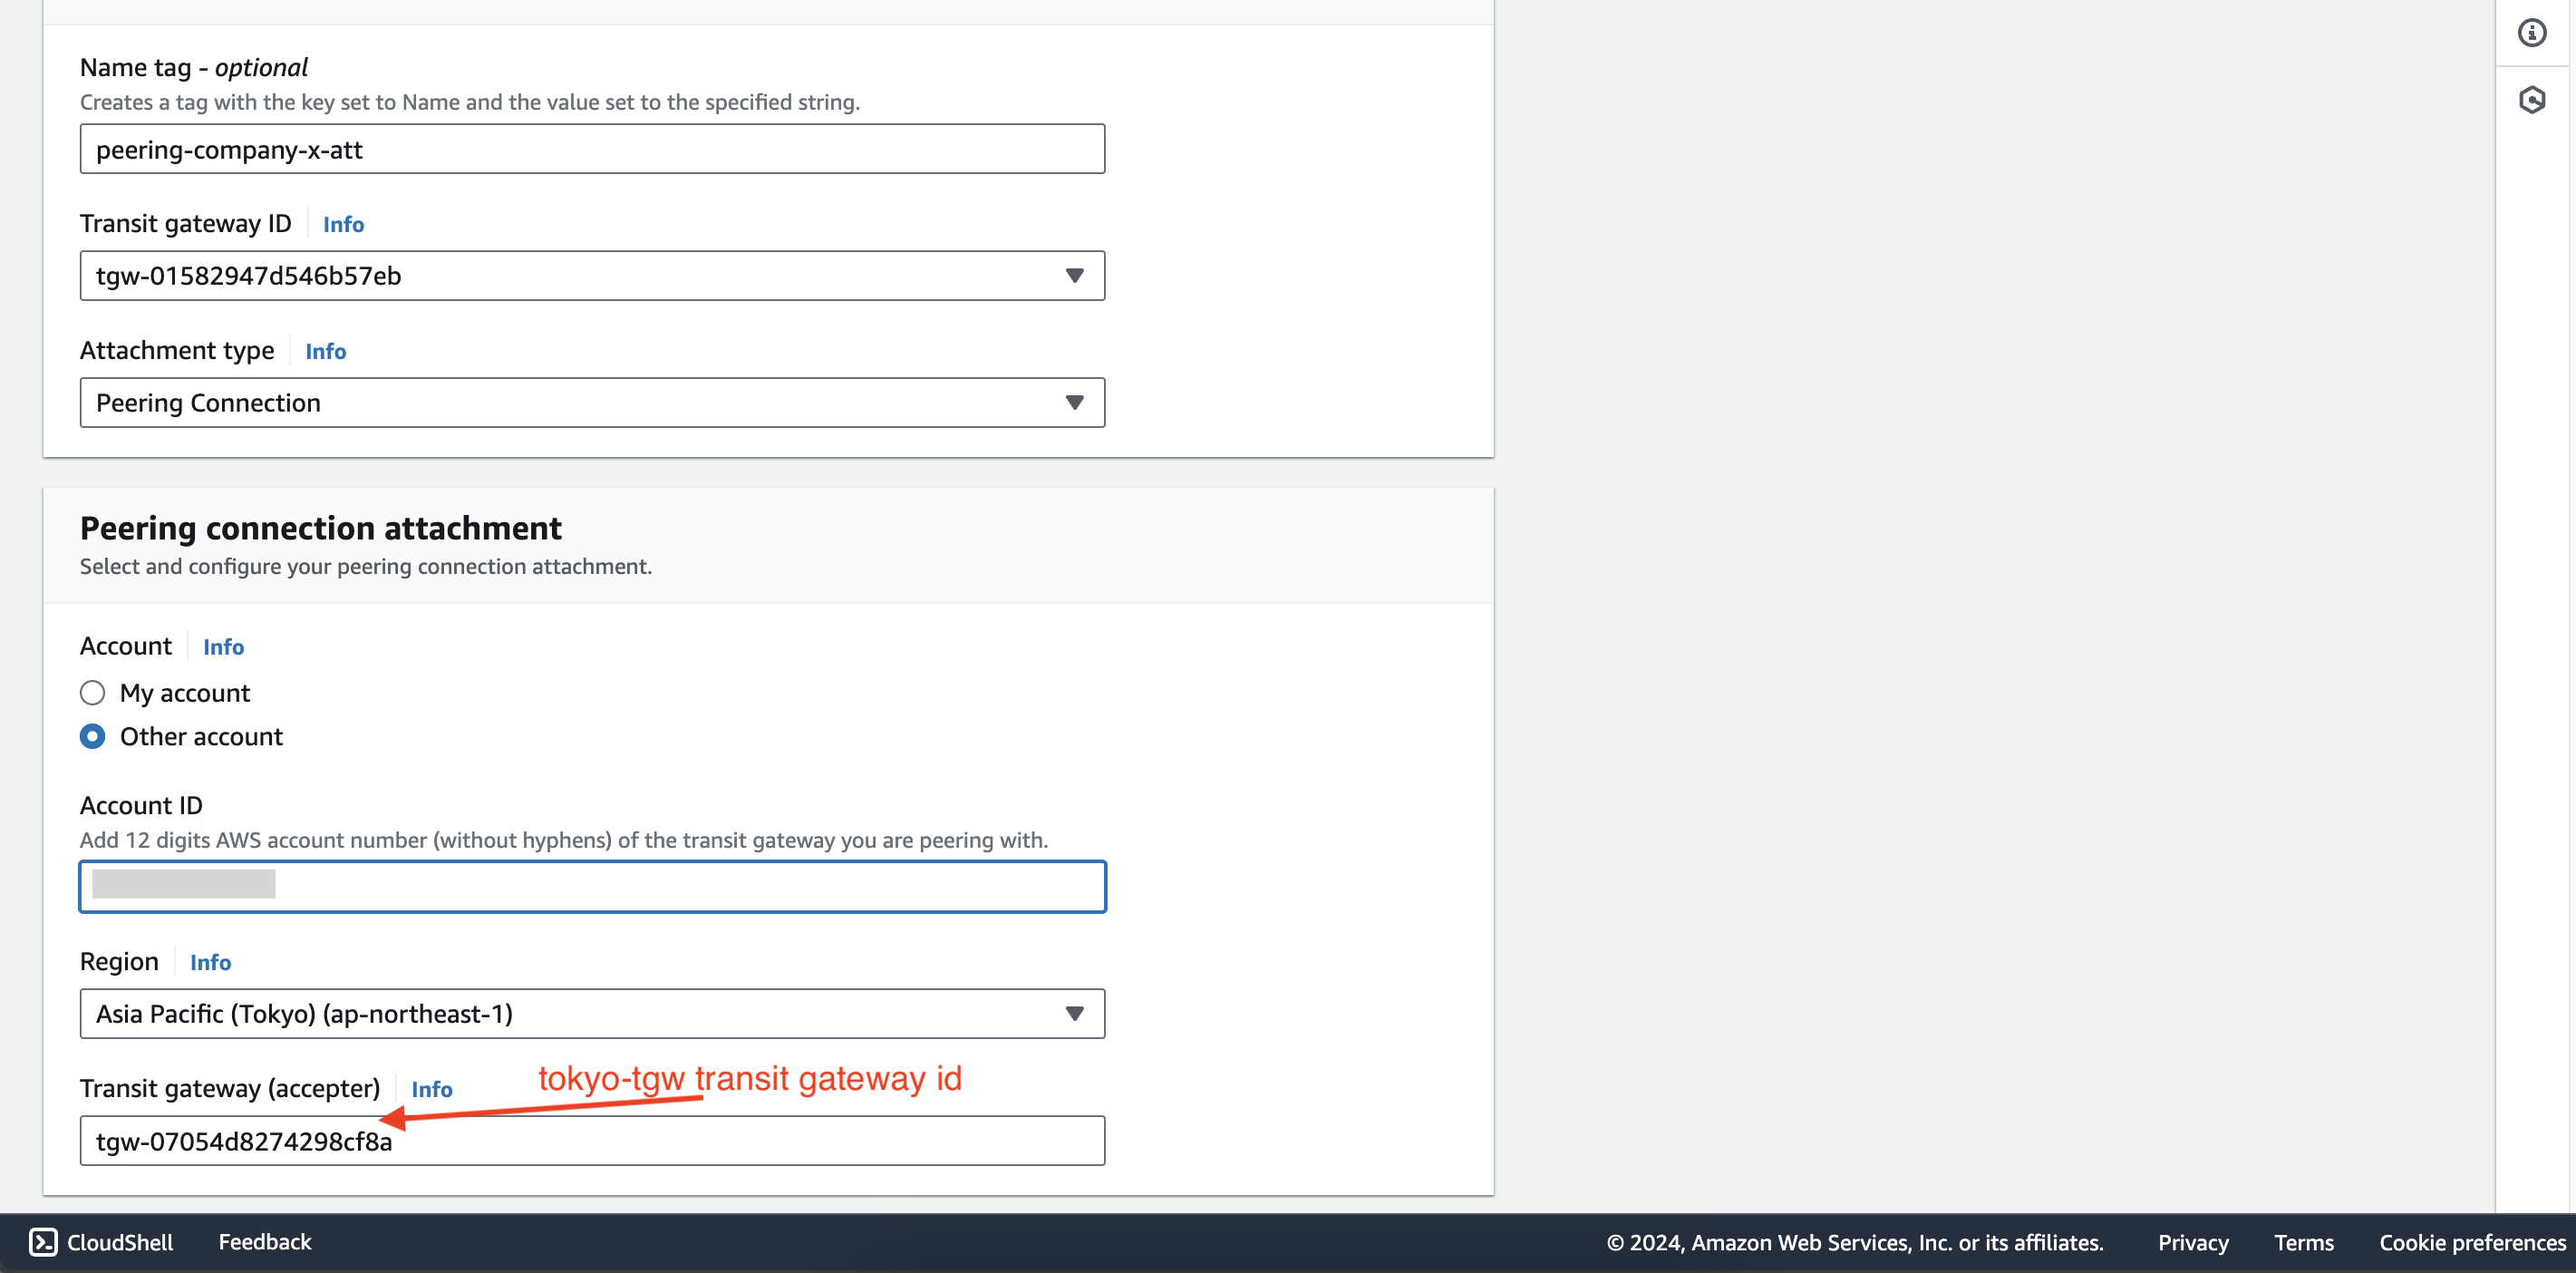 Name tag - optional
Creates a tag with the key set to Name and the value set to the specified string.
peering-company-x-att
Transit gateway ID Info
tgw-01582947d546b57eb
Attachment type Info
Peering Connection
Peering connection attachment
Select and configure your peering connection attachment.
Account Info
My account
Other account
Account ID
Add 12 digits AWS account number (without hyphens) of the transit gateway you are peering with.
Region Info
Asia Pacific (Tokyo) (ap-northeast-1)
Transit gateway (accepter) Info tokyo-tgw transit gateway id
tgw-07054d8274298cf8a
CloudShell Feedback © 2024, Amazon Web Services, Inc. or its affiliates. Privacy Terms Cookie preferences